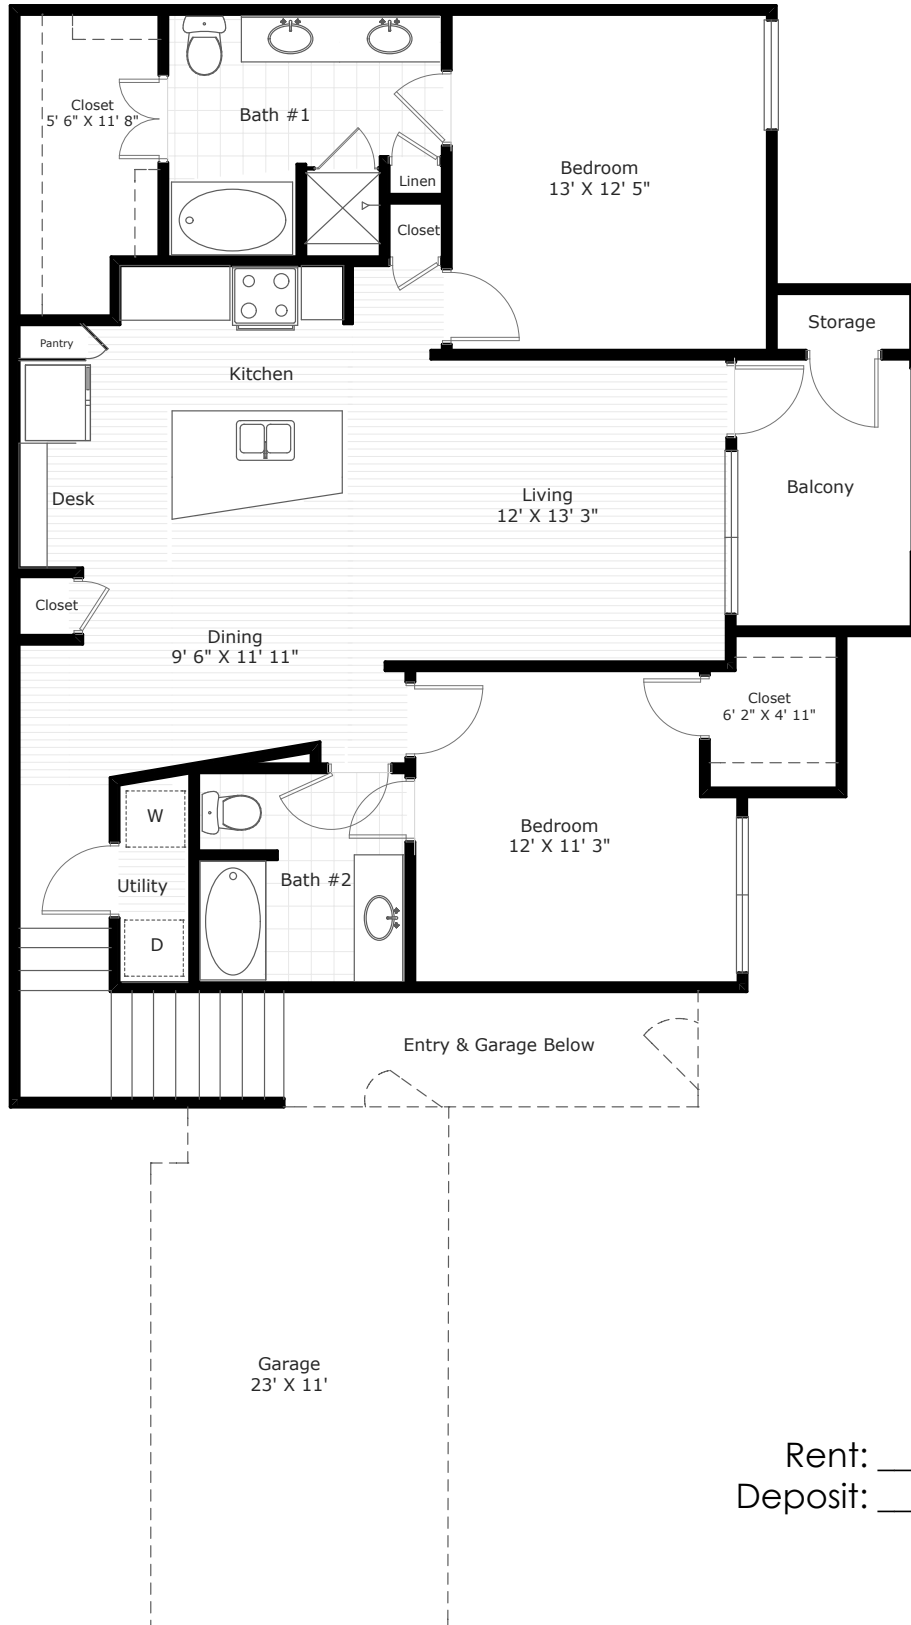 Closet
5' 6" X 11' 8"
Bath #1
Linen
Closet
Bedroom
13' X 12' 5"
Storage
Pantry
Kitchen
Desk
Living
12' X 13' 3"
Balcony
Closet
Dining
9' 6" X 11' 11"
Closet
6' 2" X 4' 11"
W
Utility
D
Bath #2
Bedroom
12' X 11' 3"
Entry & Garage Below
Garage
23' X 11'
Rent: __
Deposit: __